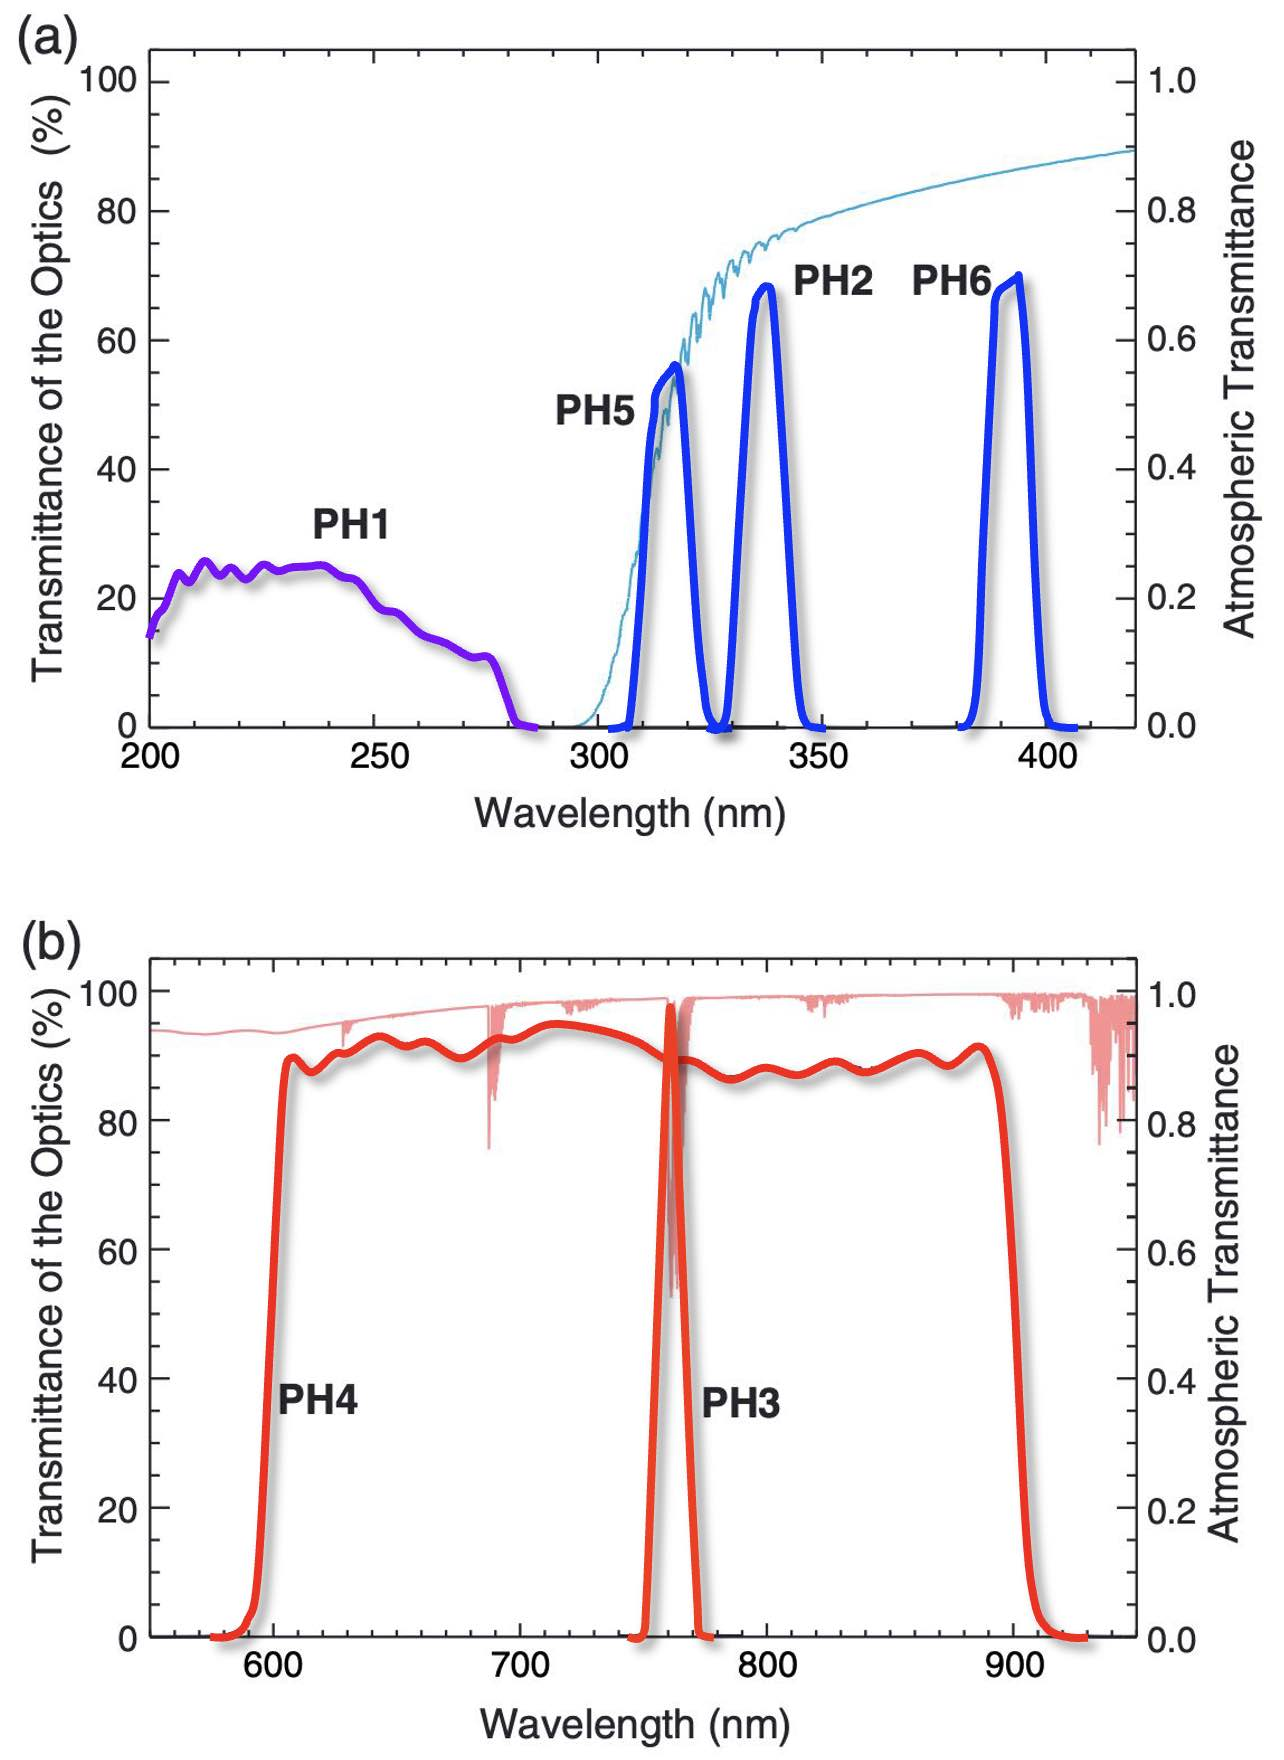 (a)
Transmittance of the Optics (%)
100
80
60
40
20
0
1.0
0.8
0.6
0.4
0.2
0.0
Atmospheric Transmittance
PH1
PH5
PH2
PH6
200
250
300
350
400
Wavelength (nm)
(b)
Transmittance of the Optics (%)
100
80
60
40
20
0
1.0
0.8
0.6
0.4
0.2
0.0
Atmospheric Transmittance
PH4
PH3
600
700
800
900
Wavelength (nm)